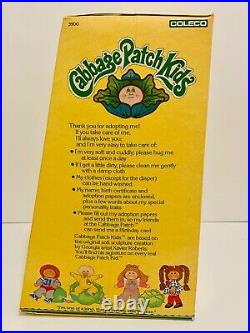 3900
COLECO
Cabbage Patch Kids™
Thank you for adopting me!
If you take care of me,
I'll always love you;
and I'm very easy to take care of:
• I'm very soft and cuddly, please hug me
at least once a day
• If I get a little dirty, please clean me gently
with a damp cloth
• My clothes (except for the diaper)
can be hand washed
• My name, birth certificate and
adoption papers are enclosed,
plus a few words about my special
personality traits
• Please fill out my adoption papers
and send them in, so my friends
at the Cabbage Patch™
can send me a Birthday card!
Cabbage Patch Kids™ are based on
the original soft sculpture creation
by Georgia artist Xavier Roberts.
You'll find his signature on every real
Cabbage Patch Kid.™